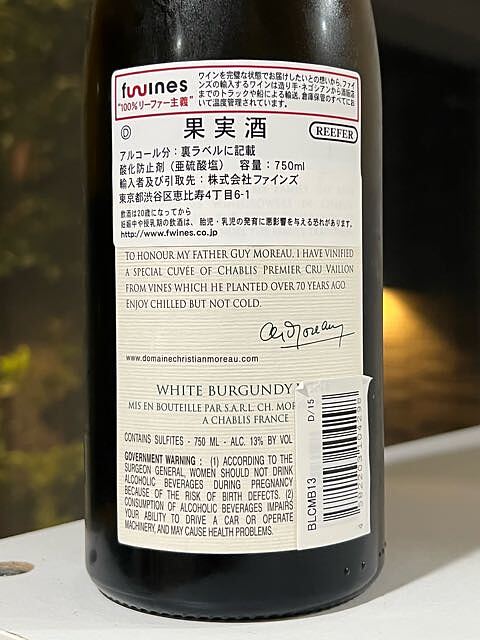 fwines
"100%リーファー主義"
ワインを完璧な状態でお届けしたいとの想いから、ファイ
ンズの輸入するワインは造り手・ネゴシアンから酒販店
までのトラックや船による輸送、倉庫保管のすべてにお
いて温度管理されています。
果実酒
REEFER
アルコール分：裏ラベルに記載
酸化防止剤（亜硫酸塩） 容量：750ml
輸入者及び引取先：株式会社ファインズ
東京都渋谷区恵比寿4丁目6-1
飲酒は20歳になってから
妊娠中や授乳期の飲酒は、胎児・乳児の発育に悪影響を与える恐れがあります。
http://www.fwines.co.jp
TO HONOUR MY FATHER GUY MOREAU, I HAVE VINIFIED
A SPECIAL CUVÉE OF CHABLIS PREMIER CRU VAILLON
FROM VINES WHICH HE PLANTED OVER 70 YEARS AGO.
ENJOY CHILLED BUT NOT COLD.
www.domainechristianmoreau.com
WHITE BURGUNDY
MIS EN BOUTEILLE PAR S.A.R.L. CH. MOR
A CHABLIS FRANCE
CONTAINS SULFITES - 750 ML - ALC. 13% BY VOL
GOVERNMENT WARNING : (1) ACCORDING TO THE
SURGEON GENERAL, WOMEN SHOULD NOT DRINK
ALCOHOLIC BEVERAGES DURING PREGNANCY
BECAUSE OF THE RISK OF BIRTH DEFECTS. (2)
CONSUMPTION OF ALCOHOLIC BEVERAGES IMPAIRS
YOUR ABILITY TO DRIVE A CAR OR OPERATE
MACHINERY, AND MAY CAUSE HEALTH PROBLEMS.
BLCMB13
D/15